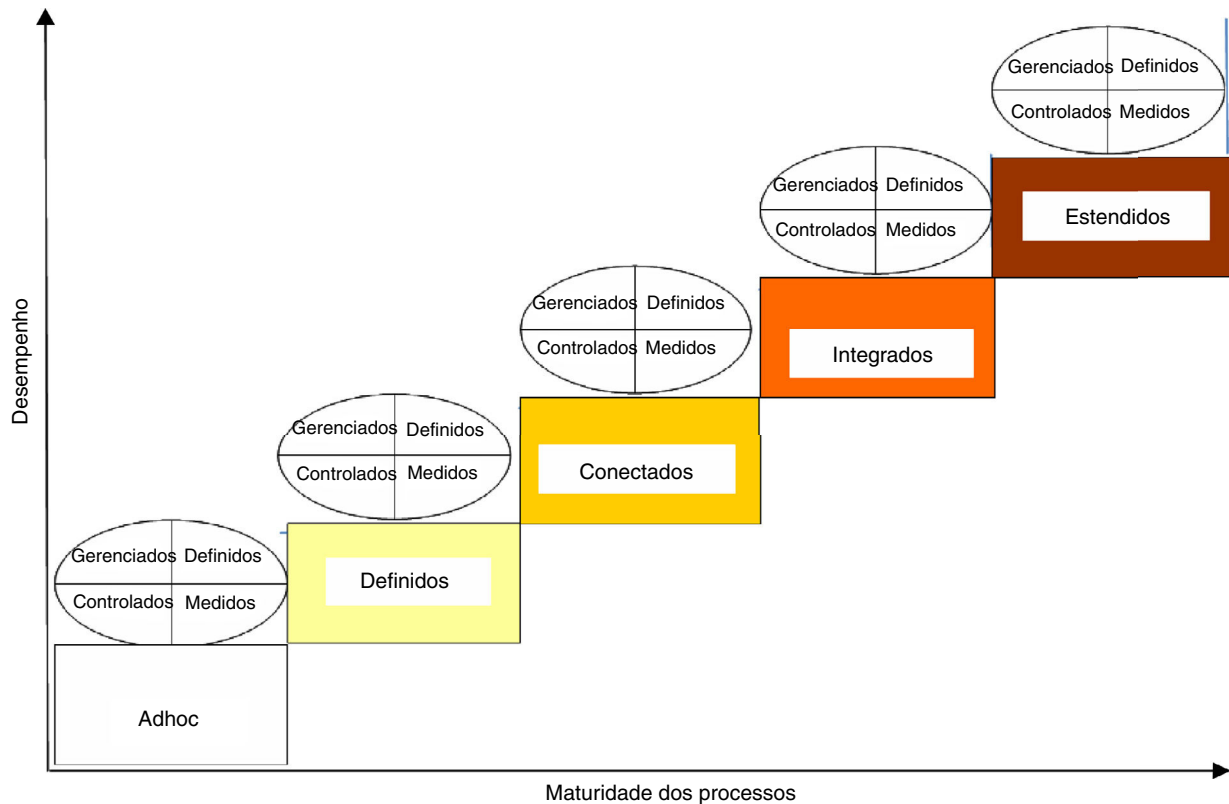 Gerenciados Definidos
Controlados Medidos
Estendidos
Gerenciados Definidos
Controlados Medidos
Integrados
Gerenciados Definidos
Controlados Medidos
Conectados
Gerenciados Definidos
Controlados Medidos
Definidos
Gerenciados Definidos
Controlados Medidos
Adhoc
Desempenho
Maturidade dos processos